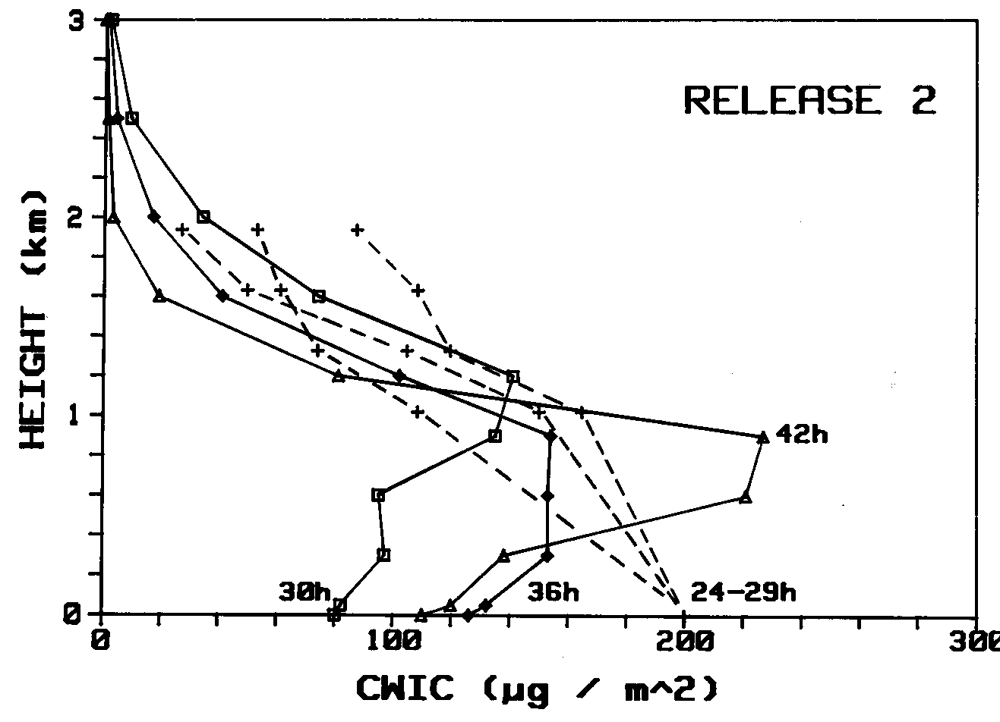 3
RELEASE 2
2
HEIGHT (km)
1
42h
30h
36h
24-29h
0
0
100
200
300
CWIC (µg / m^2)